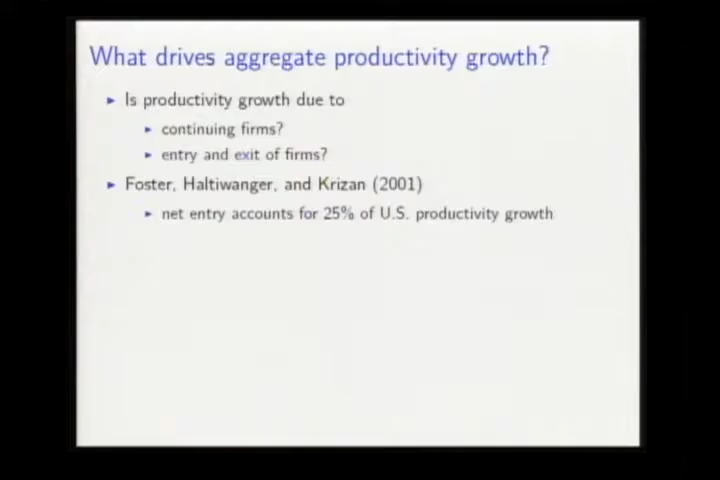 What drives aggregate productivity growth?
► Is productivity growth due to
► continuing firms?
► entry and exit of firms?
► Foster, Haltiwanger, and Krizan (2001)
► net entry accounts for 25% of U.S. productivity growth